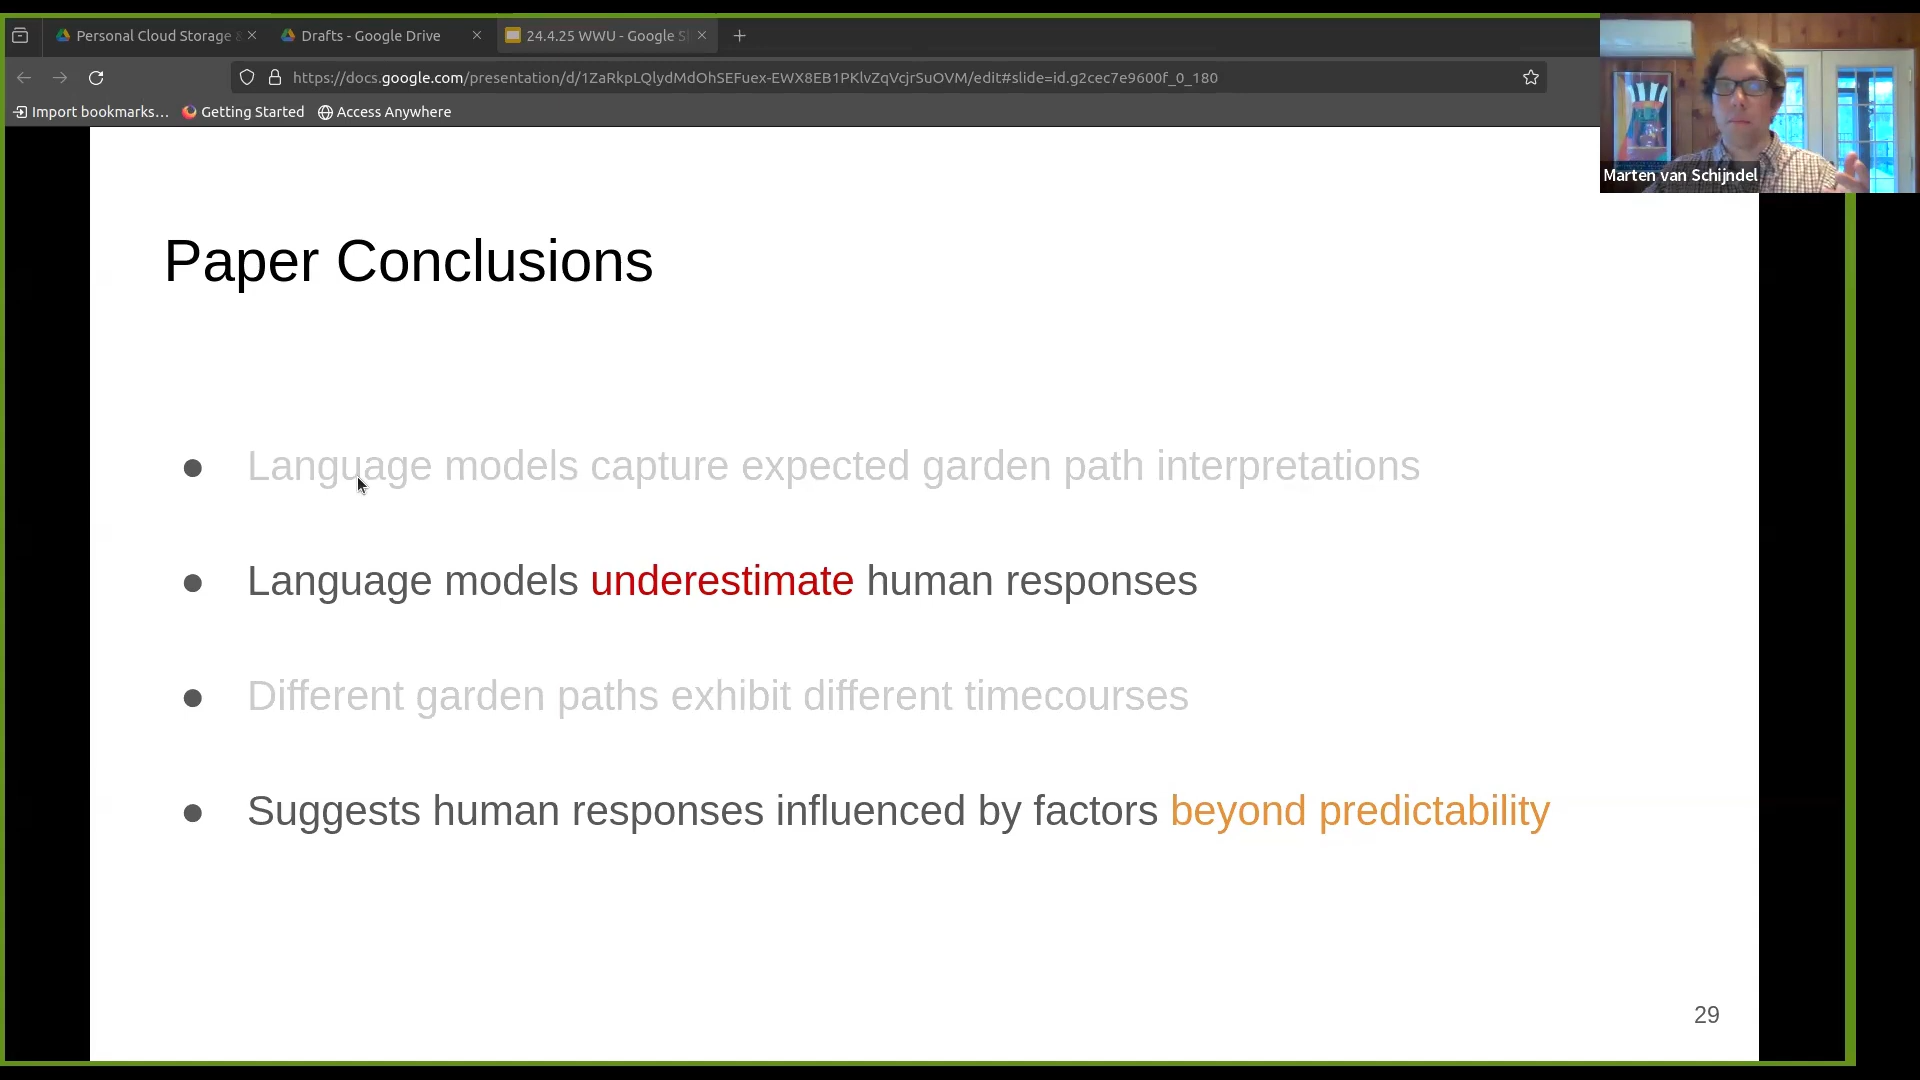 Personal Cloud Storage
Drafts - Google Drive
24.4.25 WWU - Google S
https://docs.google.com/presentation/d/1ZaRkpLQlydMdOhSEFuex-EWX8EB1PKlvZqVcjrSuOVM/edit#slide=id.g2cec7e9600f_0_180
Import bookmarks...
Getting Started
Access Anywhere
Marten van Schijndel
Paper Conclusions
● Language models capture expected garden path interpretations
● Language models underestimate human responses
● Different garden paths exhibit different timecourses
● Suggests human responses influenced by factors beyond predictability
29